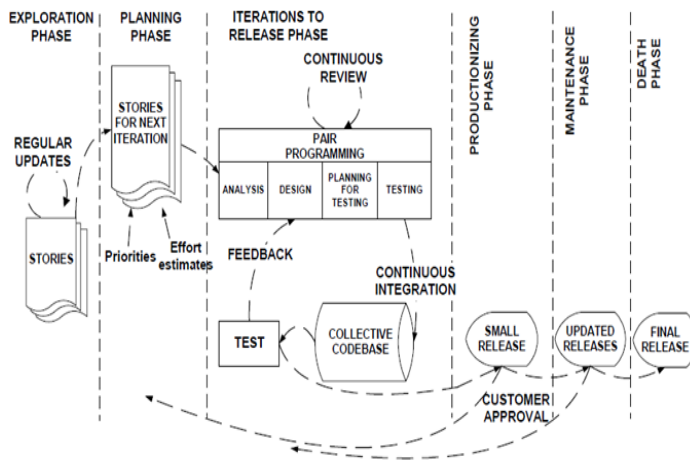 EXPLORATION
PHASE
PLANNING
PHASE
ITERATIONS TO
RELEASE PHASE
PRODUCTIONIZING
PHASE
MAINTENANCE
PHASE
DEATH
PHASE
CONTINUOUS
REVIEW
REGULAR
UPDATES
STORIES
FOR NEXT
ITERATION
PAIR
PROGRAMMING
ANALYSIS
DESIGN
PLANNING
FOR
TESTING
TESTING
STORIES
Priorities
Effort
estimates
FEEDBACK
CONTINUOUS
INTEGRATION
TEST
COLLECTIVE
CODEBASE
SMALL
RELEASE
UPDATED
RELEASES
FINAL
RELEASE
CUSTOMER
APPROVAL